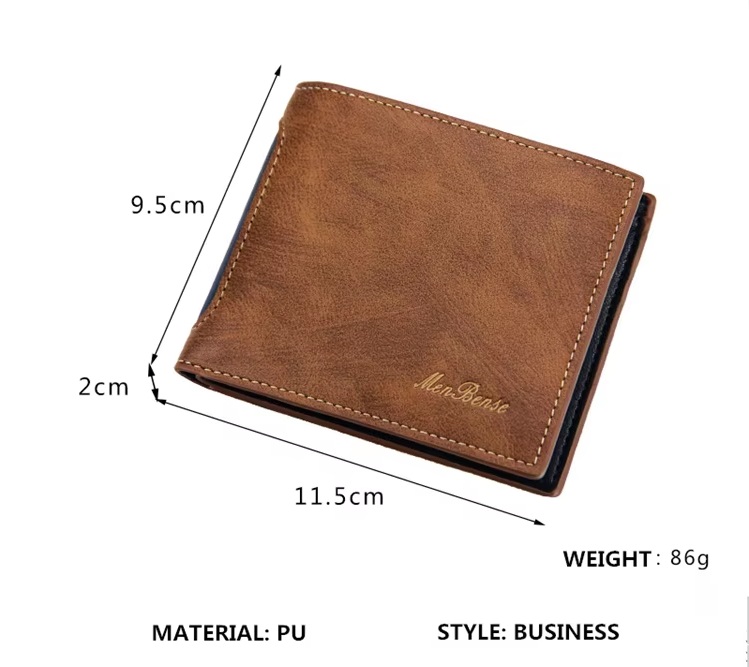 9.5cm
2cm
MenBense
11.5cm
WEIGHT: 86g
MATERIAL: PU
STYLE: BUSINESS